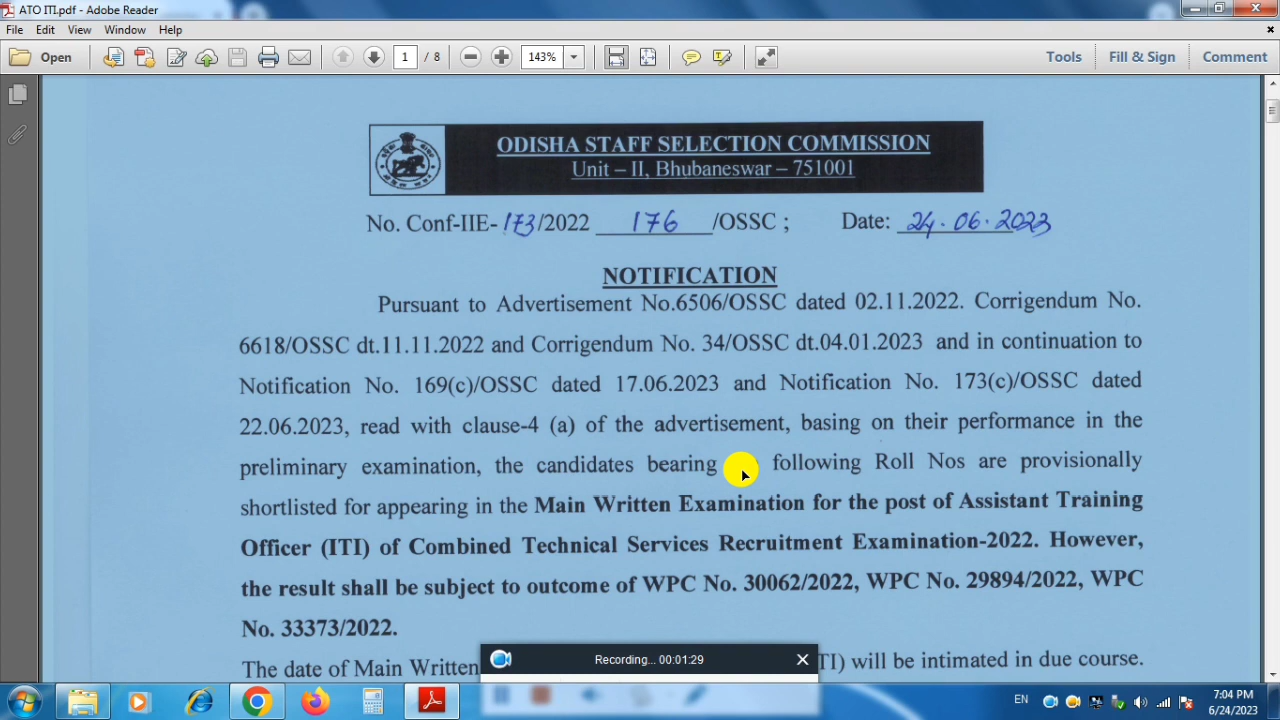 ATO ITI.pdf - Adobe Reader
File Edit View Window Help
Open 1 / 8 143% Tools Fill & Sign Comment
ODISHA STAFF SELECTION COMMISSION
Unit – II, Bhubaneswar – 751001
No. Conf-IIE-173/2022 176 /OSSC ; Date: 24.06.2023
NOTIFICATION
Pursuant to Advertisement No.6506/OSSC dated 02.11.2022. Corrigendum No.
6618/OSSC dt.11.11.2022 and Corrigendum No. 34/OSSC dt.04.01.2023 and in continuation to
Notification No. 169(c)/OSSC dated 17.06.2023 and Notification No. 173(c)/OSSC dated
22.06.2023, read with clause-4 (a) of the advertisement, basing on their performance in the
preliminary examination, the candidates bearing following Roll Nos are provisionally
shortlisted for appearing in the Main Written Examination for the post of Assistant Training
Officer (ITI) of Combined Technical Services Recruitment Examination-2022. However,
the result shall be subject to outcome of WPC No. 30062/2022, WPC No. 29894/2022, WPC
No. 33373/2022.
The date of Main Written TI) will be intimated in due course.
Recording... 00:01:29
EN 7:04 PM
6/24/2023